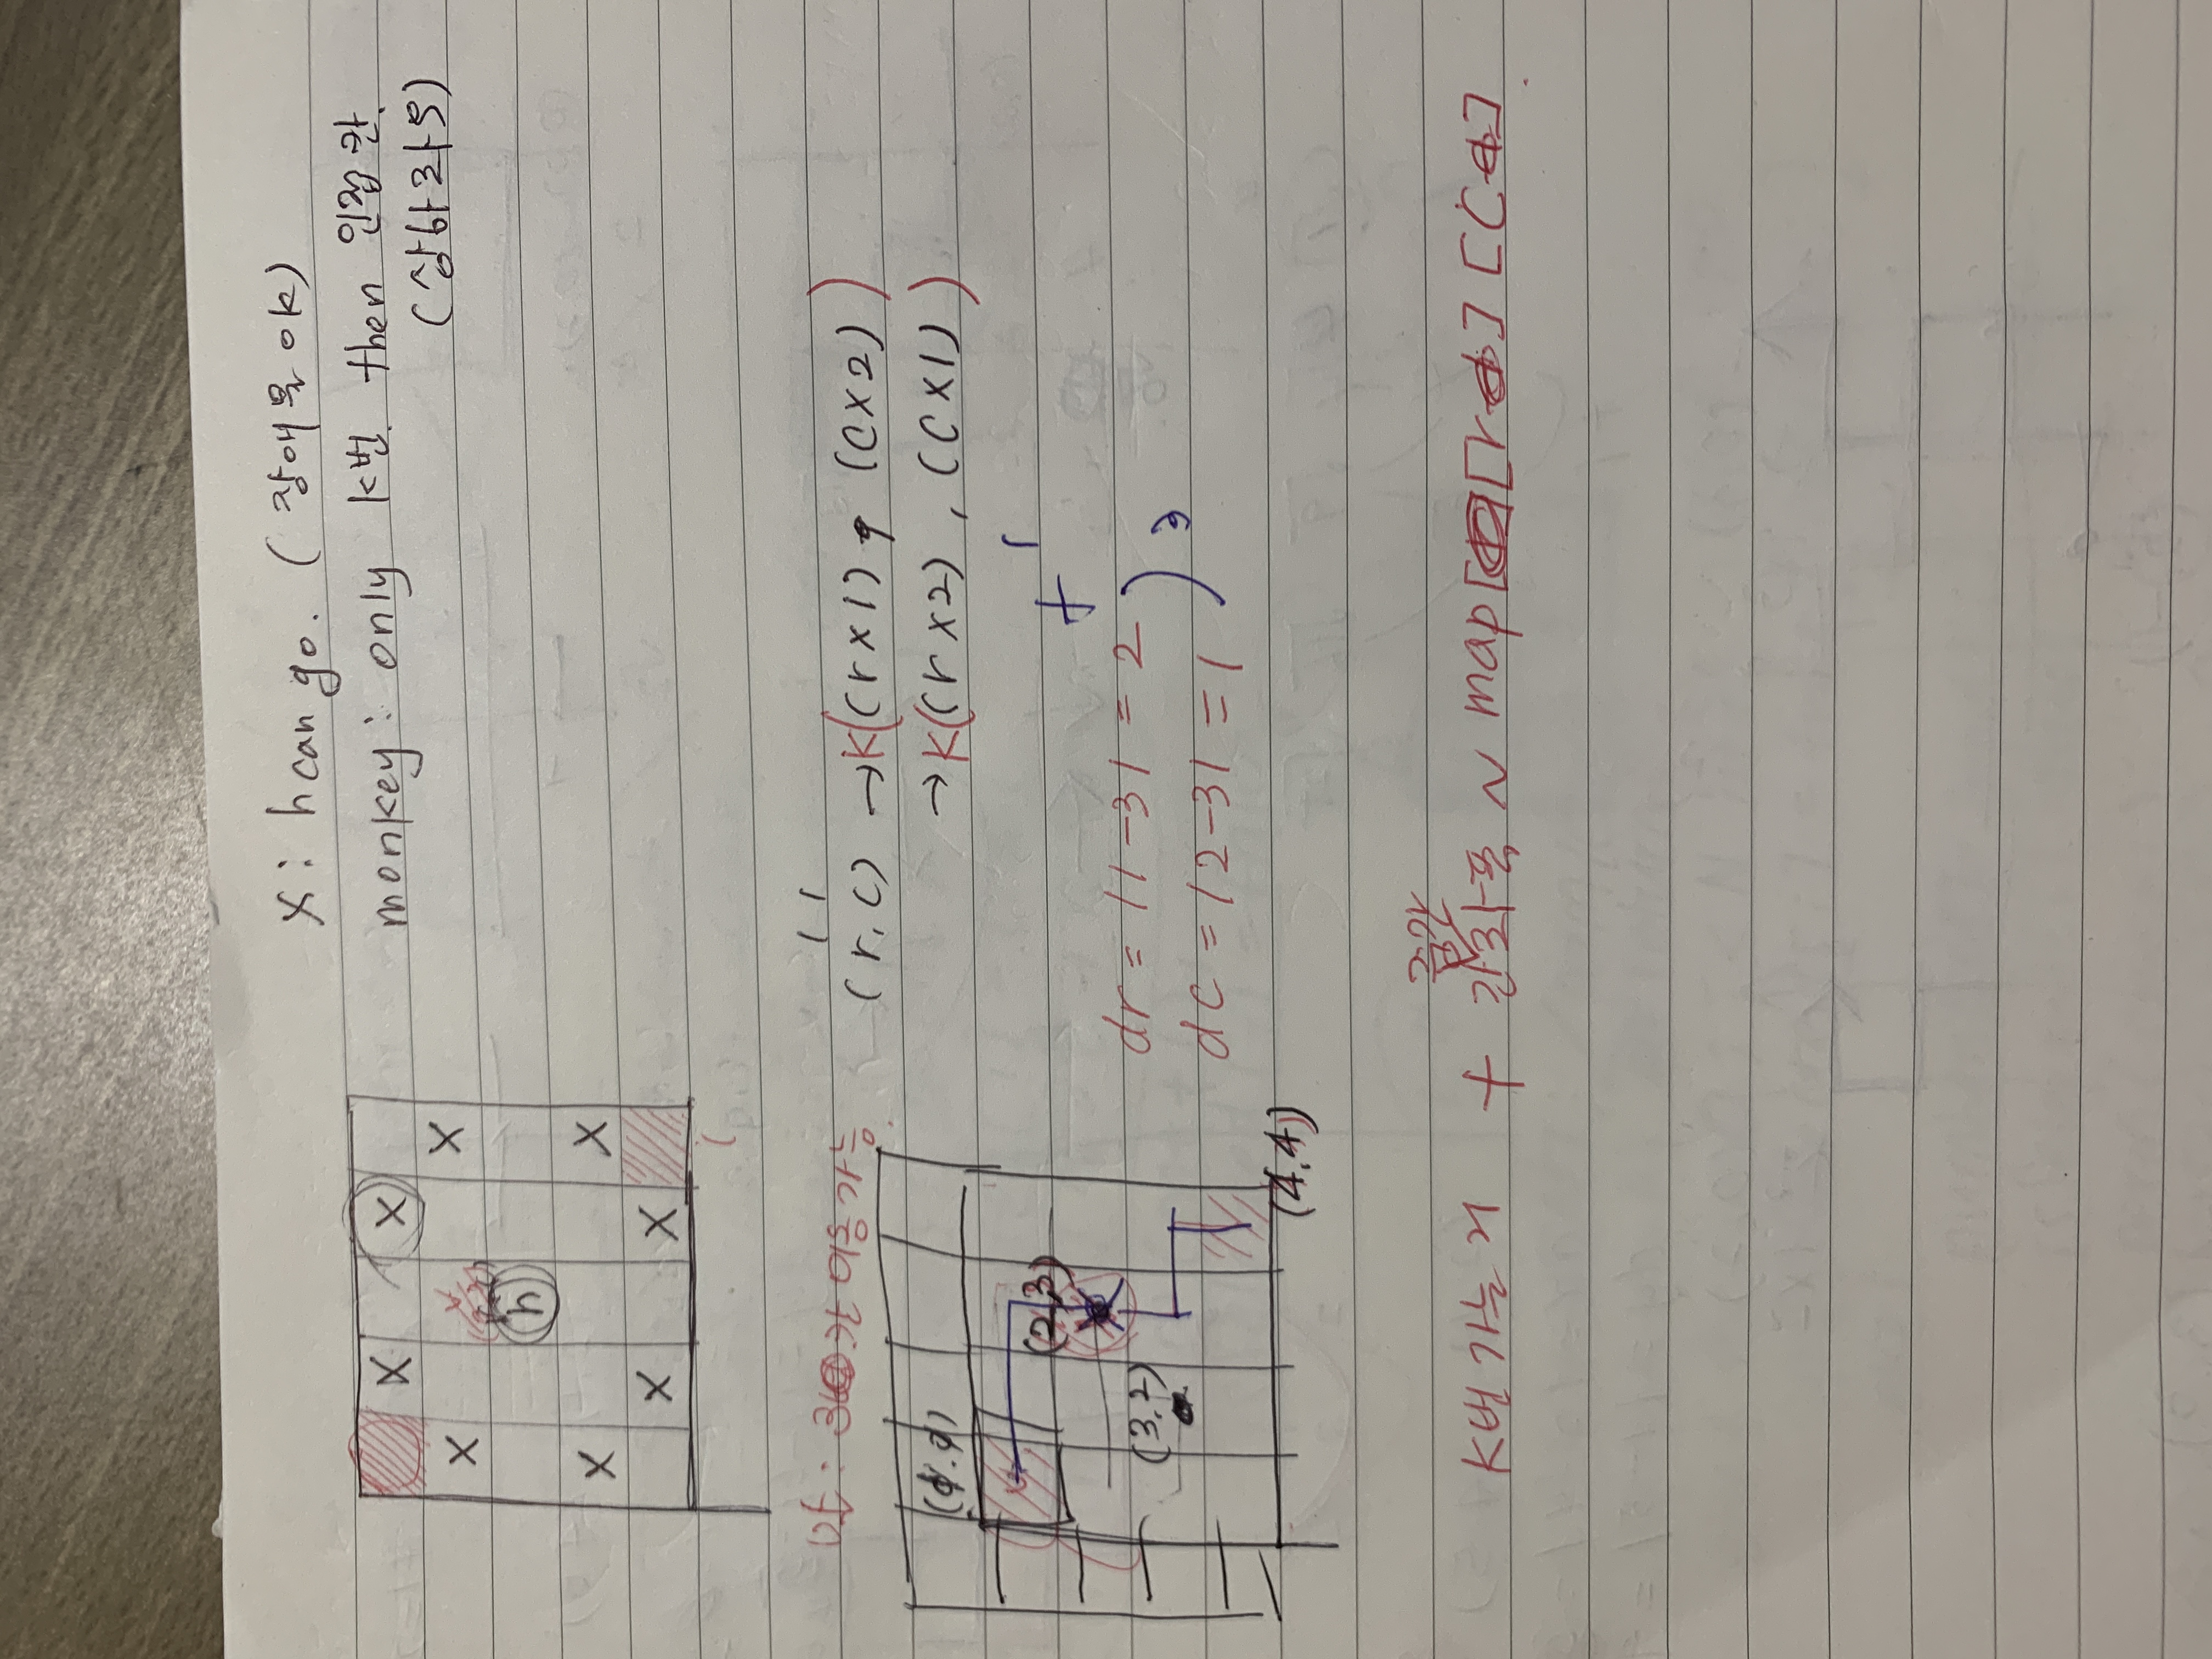 X : h can go. ( 장애물 OK)
monkey : only K번 then 인접 칸.
(상하좌우)
X X
X X
h
X X
X X
말 : 3칸 이동가능.
(r, c) → K((r x 1) , (c x 2))
→ K((r x 2) , (c x 1))
(2,3)
(3,2)
(4,4)
+ 1
dr = |1-3| = 2
dc = |2-3| = 1
) 3
중간
K번 가는거 + 간좌표 ~ map [r] [c]